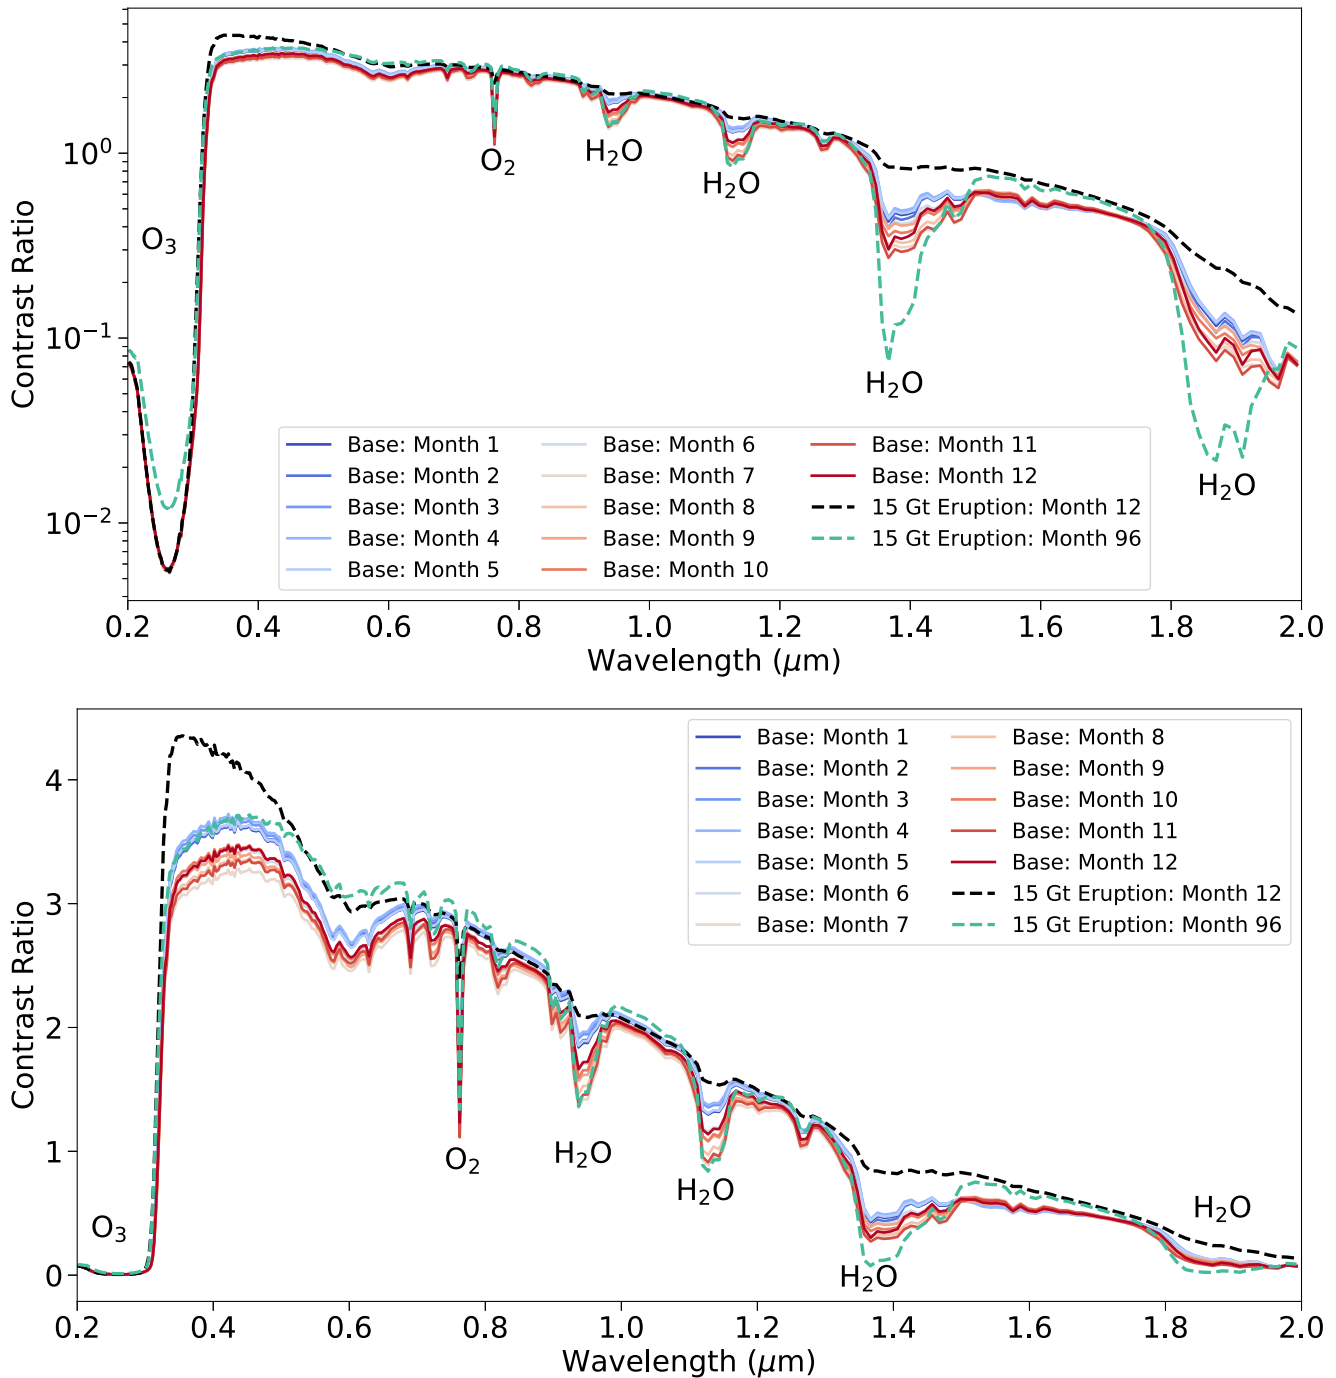 10⁰
10⁻¹
10⁻²
Contrast Ratio
O₃
O₂
H₂O
H₂O
H₂O
H₂O
Base: Month 1
Base: Month 2
Base: Month 3
Base: Month 4
Base: Month 5
Base: Month 6
Base: Month 7
Base: Month 8
Base: Month 9
Base: Month 10
Base: Month 11
Base: Month 12
15 Gt Eruption: Month 12
15 Gt Eruption: Month 96
0.2 0.4 0.6 0.8 1.0 1.2 1.4 1.6 1.8 2.0
Wavelength (μm)
4
3
2
1
0
Contrast Ratio
Base: Month 1
Base: Month 2
Base: Month 3
Base: Month 4
Base: Month 5
Base: Month 6
Base: Month 7
Base: Month 8
Base: Month 9
Base: Month 10
Base: Month 11
Base: Month 12
15 Gt Eruption: Month 12
15 Gt Eruption: Month 96
O₃
O₂
H₂O
H₂O
H₂O
H₂O
0.2 0.4 0.6 0.8 1.0 1.2 1.4 1.6 1.8 2.0
Wavelength (μm)